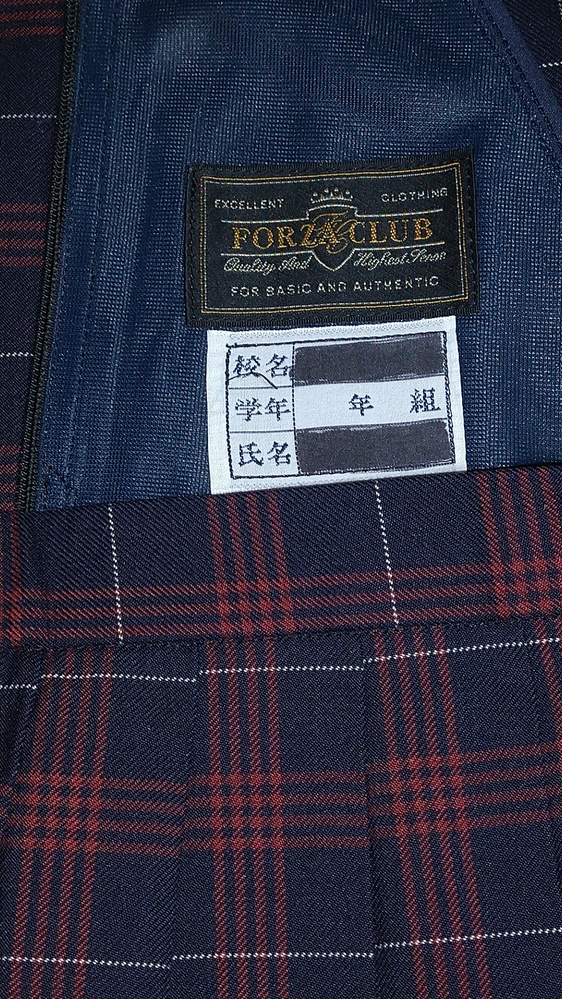 EXCELLENT CLOTHING
FORZA CLUB
Quality And Highest Sense
FOR BASIC AND AUTHENTIC
校名
学年 年 組
氏名